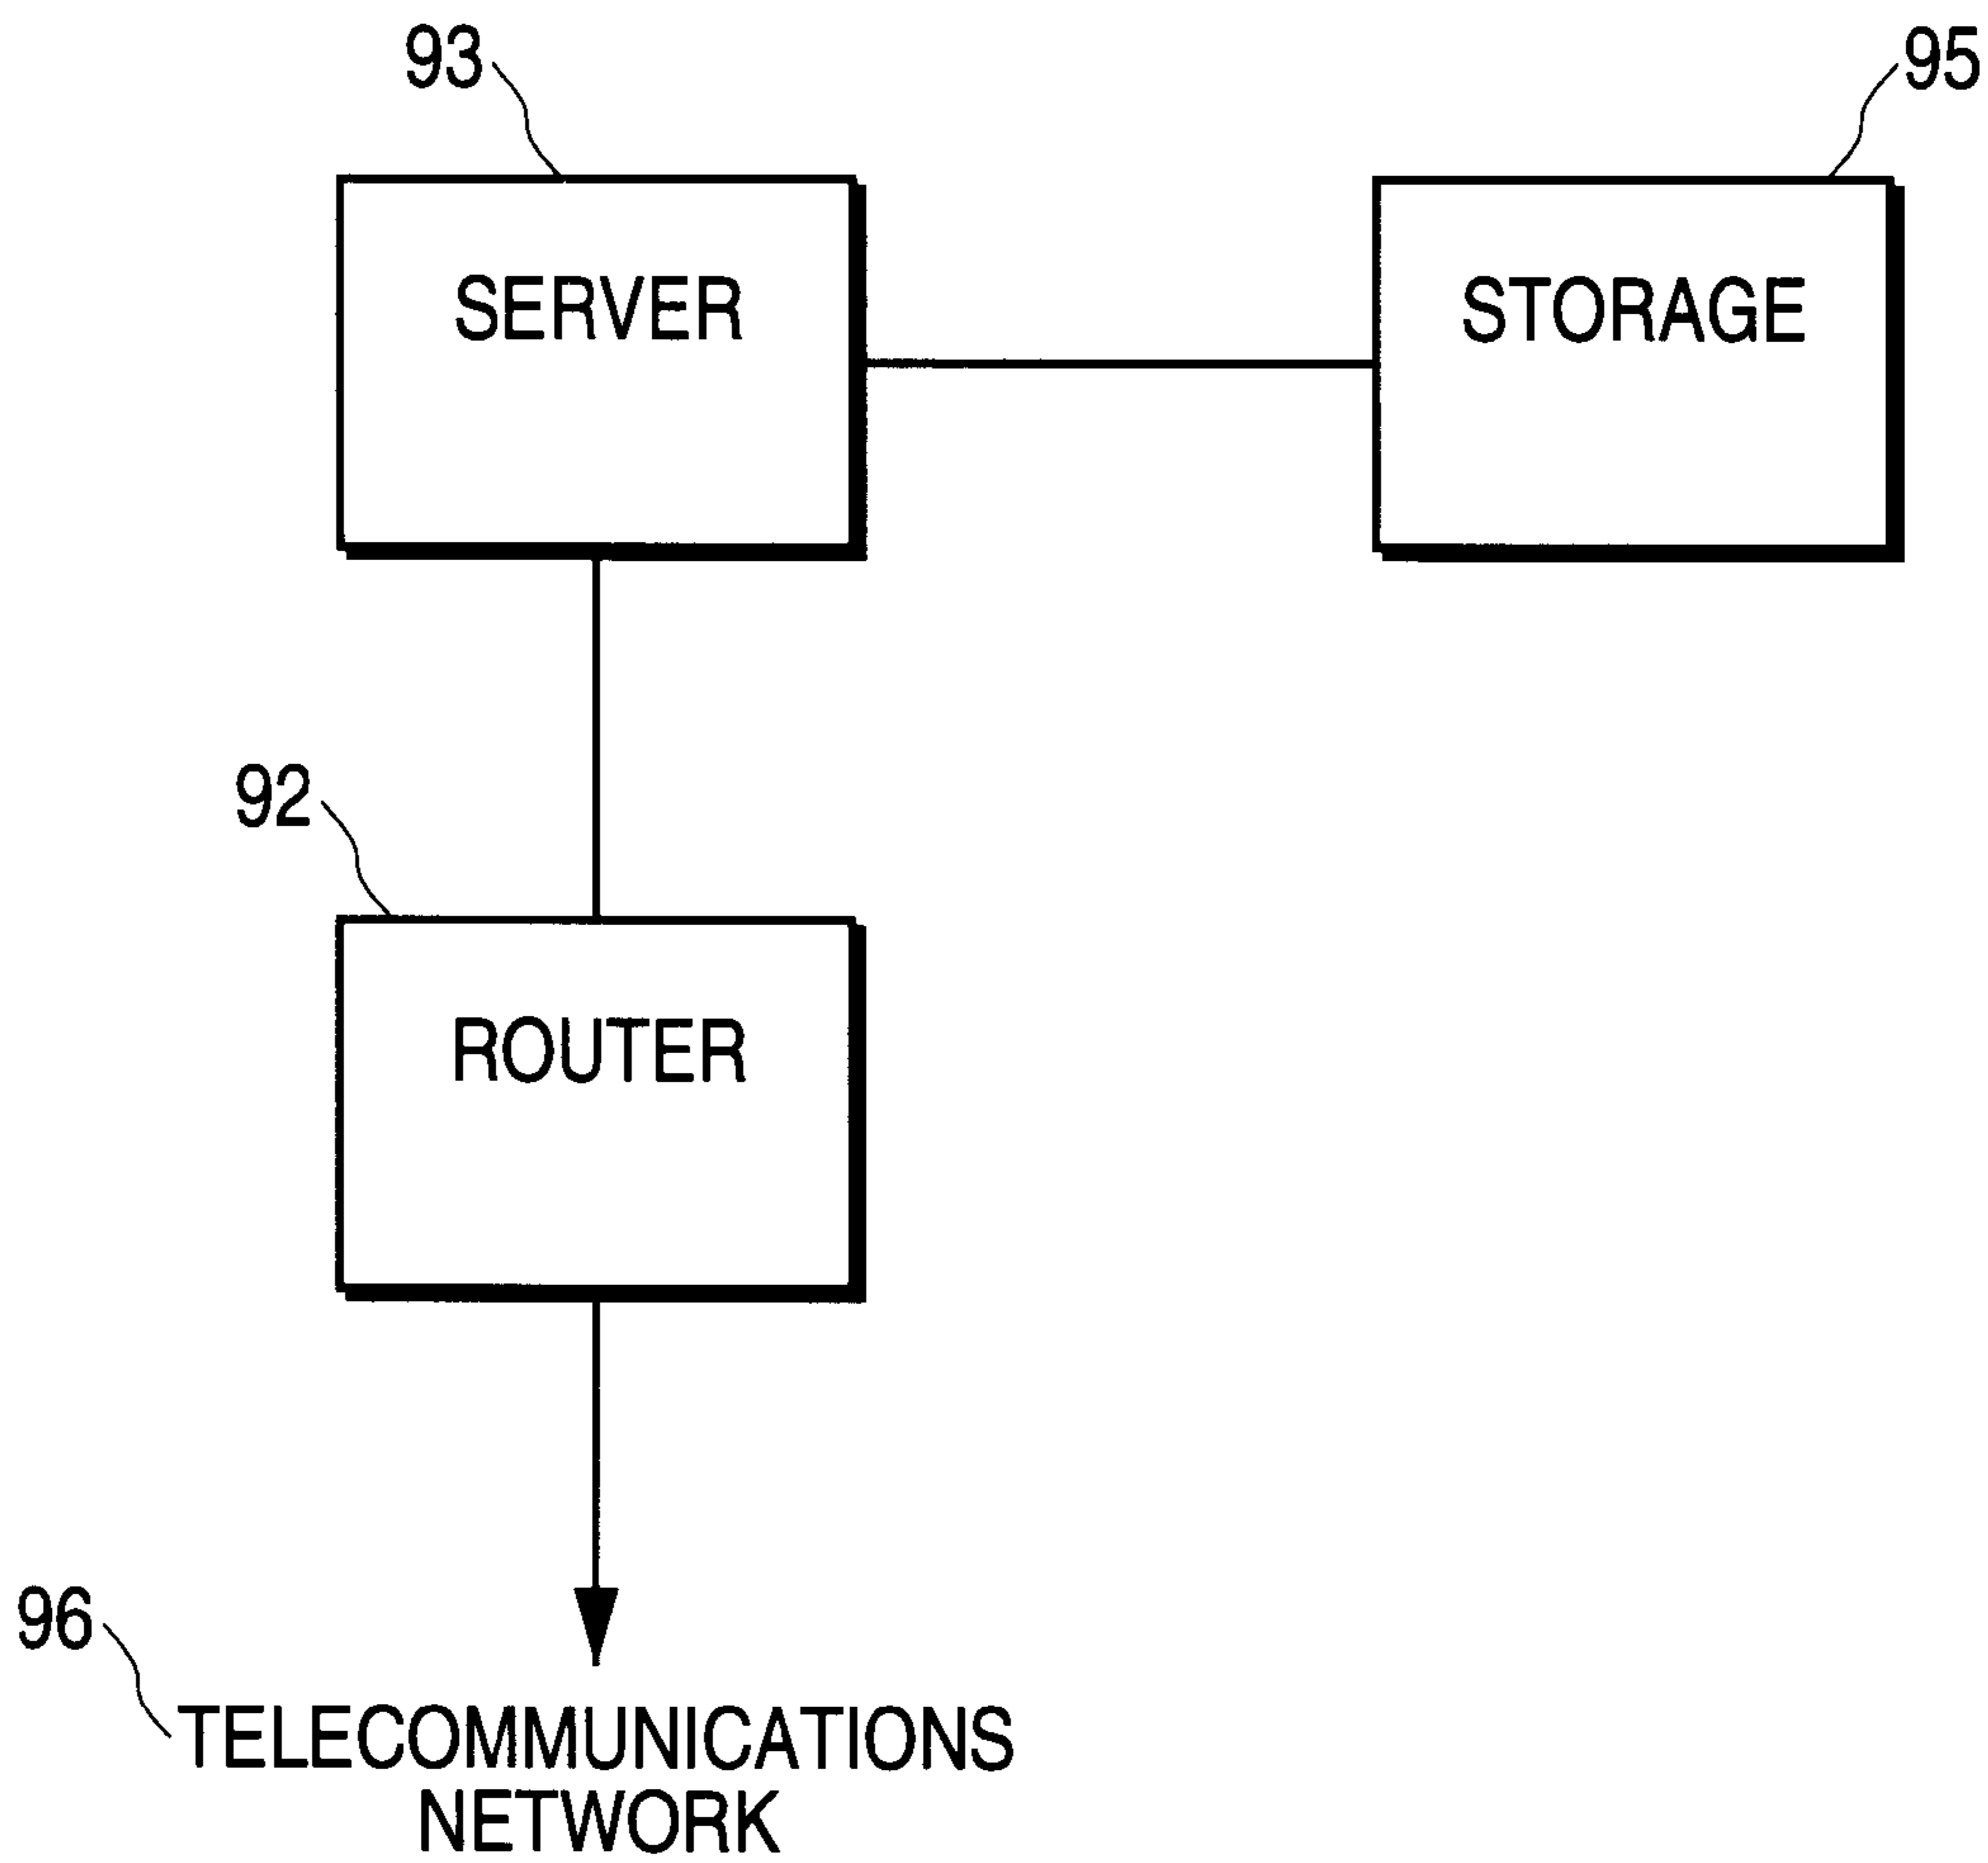 93
95
SERVER
STORAGE
92
ROUTER
96
TELECOMMUNICATIONS
NETWORK